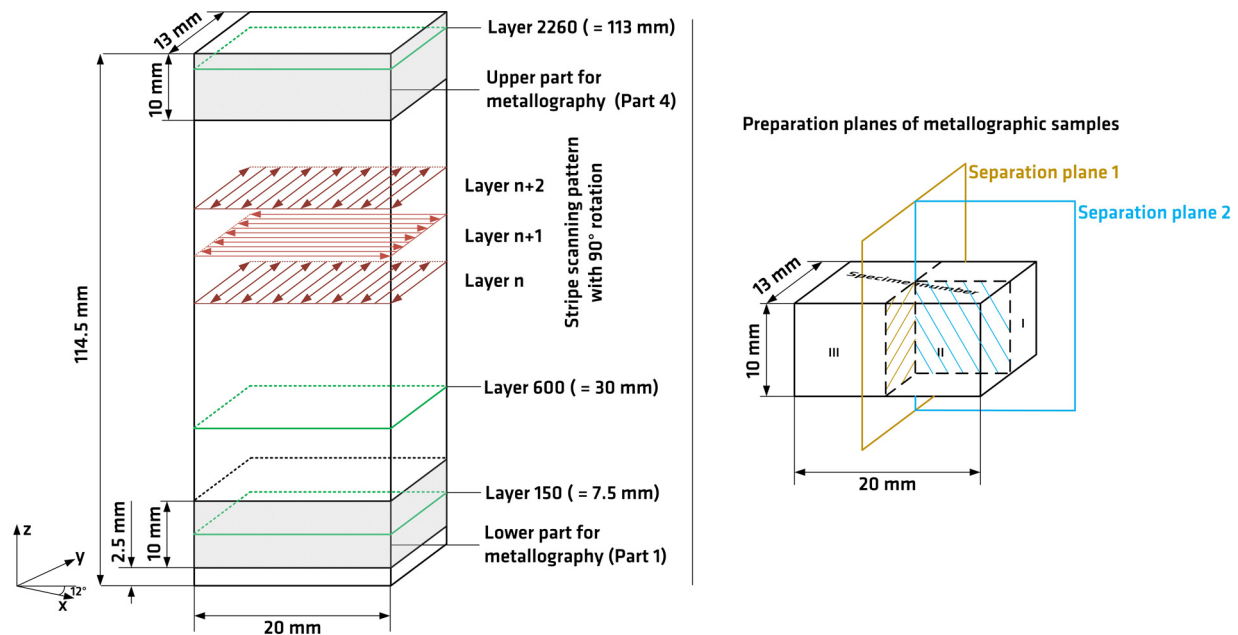 13 mm
10 mm
114.5 mm
Layer 2260 ( = 113 mm)
Upper part for
metallography (Part 4)
Layer n+2
Layer n+1
Layer n
Stripe scanning pattern
with 90° rotation
Layer 600 (= 30 mm)
Layer 150 ( = 7.5 mm)
Lower part for
metallography (Part 1)
2.5 mm
10 mm
20 mm
z
y
x
12°
Preparation planes of metallographic samples
Separation plane 1
Separation plane 2
13 mm
Specimen number
10 mm
III
II
I
20 mm